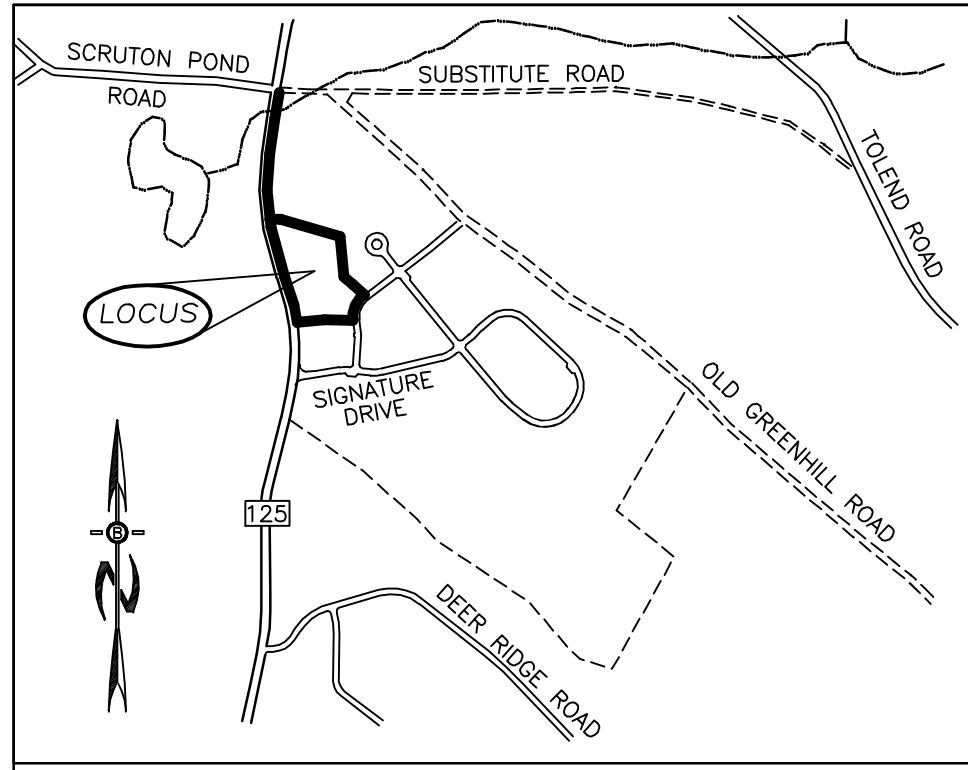 SCRUTON POND
ROAD
SUBSTITUTE ROAD
TOLEND ROAD
LOCUS
SIGNATURE
DRIVE
OLD GREENHILL ROAD
125
B
DEER RIDGE ROAD